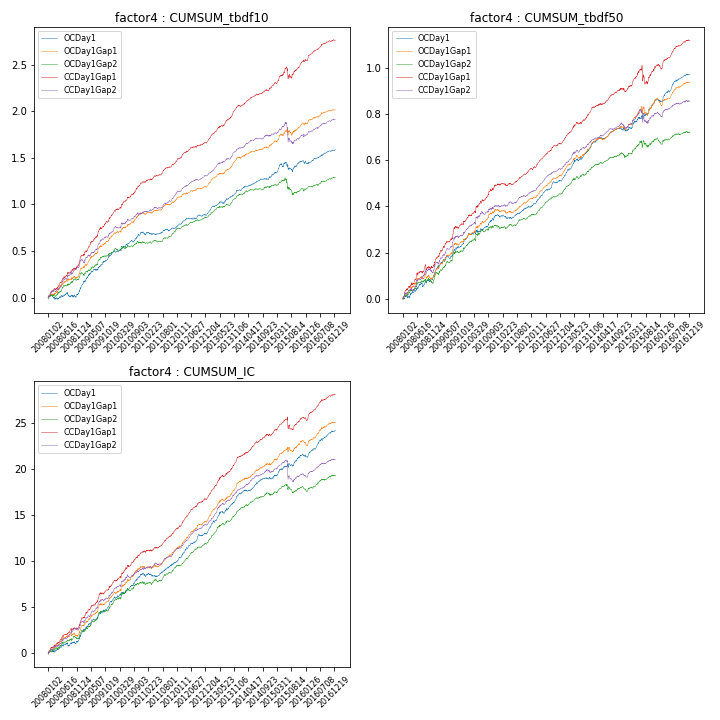 factor4 : CUMSUM_tbdf10
OCDay1
OCDay1Gap1
OCDay1Gap2
CCDay1Gap1
CCDay1Gap2
2.5
2.0
1.5
1.0
0.5
0.0
20080102 20080616 20081124 20090507 20091019 20100329 20100903 20110223 20110801 20120111 20120627 20121204 20130523 20131106 20140417 20140923 20150311 20150814 20160126 20160708 20161219
factor4 : CUMSUM_tbdf50
OCDay1
OCDay1Gap1
OCDay1Gap2
CCDay1Gap1
CCDay1Gap2
1.0
0.8
0.6
0.4
0.2
0.0
20080102 20080616 20081124 20090507 20091019 20100329 20100903 20110223 20110801 20120111 20120627 20121204 20130523 20131106 20140417 20140923 20150311 20150814 20160126 20160708 20161219
factor4 : CUMSUM_IC
OCDay1
OCDay1Gap1
OCDay1Gap2
CCDay1Gap1
CCDay1Gap2
25
20
15
10
5
0
20080102 20080616 20081124 20090507 20091019 20100329 20100903 20110223 20110801 20120111 20120627 20121204 20130523 20131106 20140417 20140923 20150311 20150814 20160126 20160708 20161219